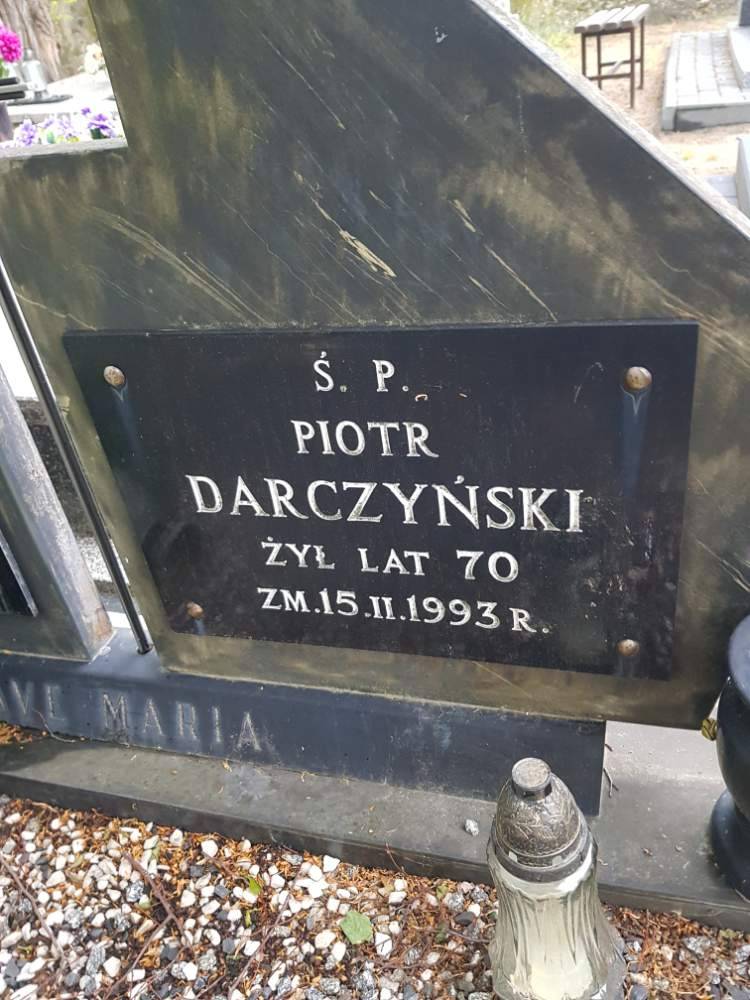 Ś. P.
PIOTR
DARCZYŃSKI
ŻYŁ LAT 70
ZM.15.II.1993 R.
AVE MARIA